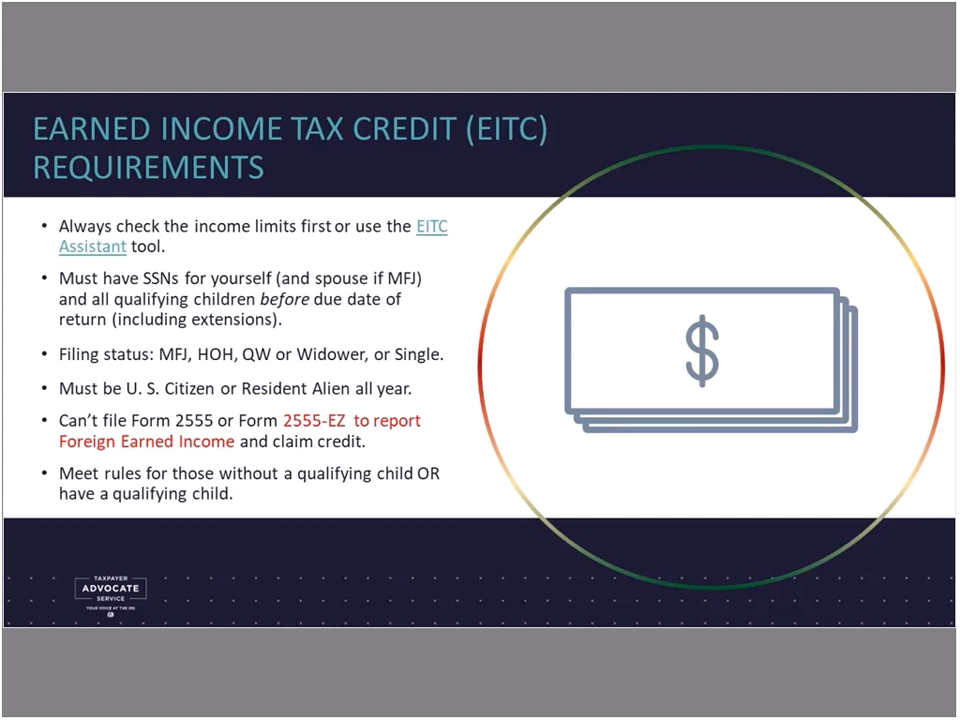 EARNED INCOME TAX CREDIT (EITC)
REQUIREMENTS
• Always check the income limits first or use the EITC
Assistant tool.
• Must have SSNs for yourself (and spouse if MFJ)
and all qualifying children before due date of
return (including extensions).
• Filing status: MFJ, HOH, QW or Widower, or Single.
• Must be U. S. Citizen or Resident Alien all year.
• Can't file Form 2555 or Form 2555-EZ to report
Foreign Earned Income and claim credit.
• Meet rules for those without a qualifying child OR
have a qualifying child.
$
TAXPAYER
ADVOCATE
SERVICE
YOUR VOICE AT THE IRS